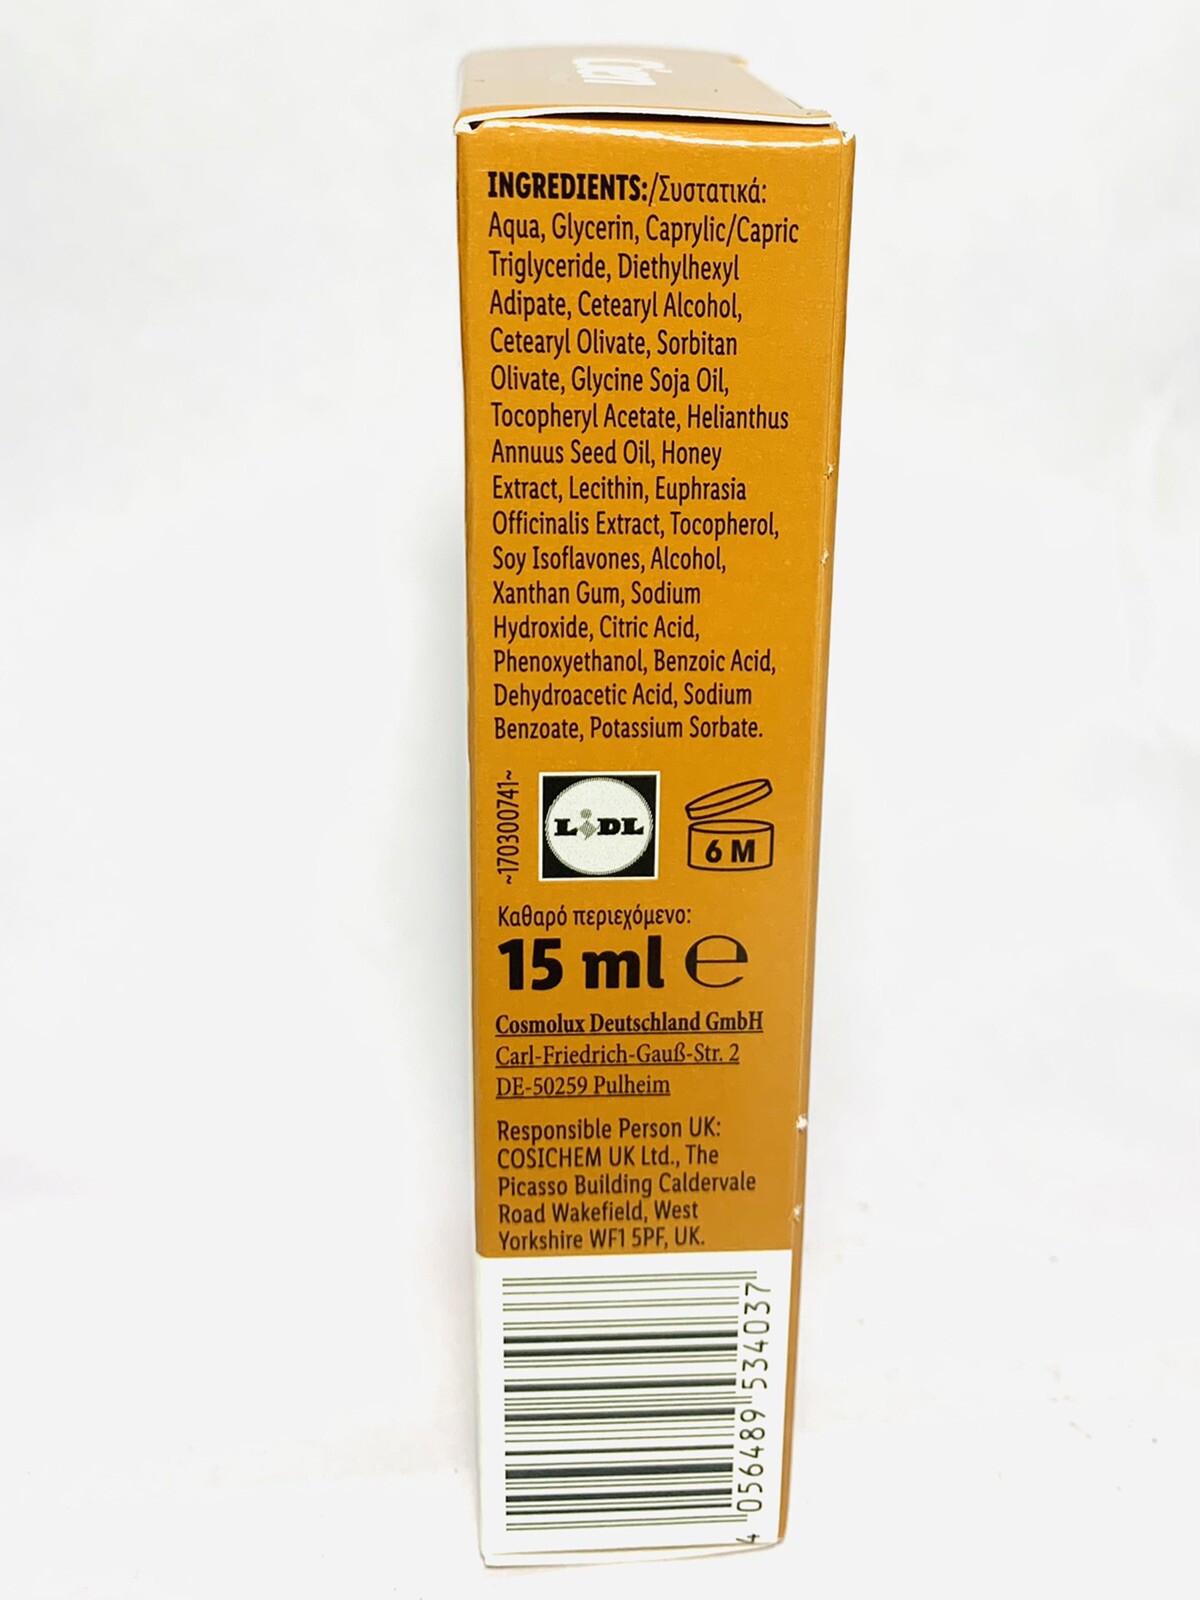 Cien
INGREDIENTS:/Συστατικά:
Aqua, Glycerin, Caprylic/Capric
Triglyceride, Diethylhexyl
Adipate, Cetearyl Alcohol,
Cetearyl Olivate, Sorbitan
Olivate, Glycine Soja Oil,
Tocopheryl Acetate, Helianthus
Annuus Seed Oil, Honey
Extract, Lecithin, Euphrasia
Officinalis Extract, Tocopherol,
Soy Isoflavones, Alcohol,
Xanthan Gum, Sodium
Hydroxide, Citric Acid,
Phenoxyethanol, Benzoic Acid,
Dehydroacetic Acid, Sodium
Benzoate, Potassium Sorbate.
~170300741~
LIDL
6 M
Καθαρό περιεχόμενο:
15 ml ℮
Cosmolux Deutschland GmbH
Carl-Friedrich-Gauß-Str. 2
DE-50259 Pulheim
Responsible Person UK:
COSICHEM UK Ltd., The
Picasso Building Caldervale
Road Wakefield, West
Yorkshire WF1 5PF, UK.
4 056489 534037